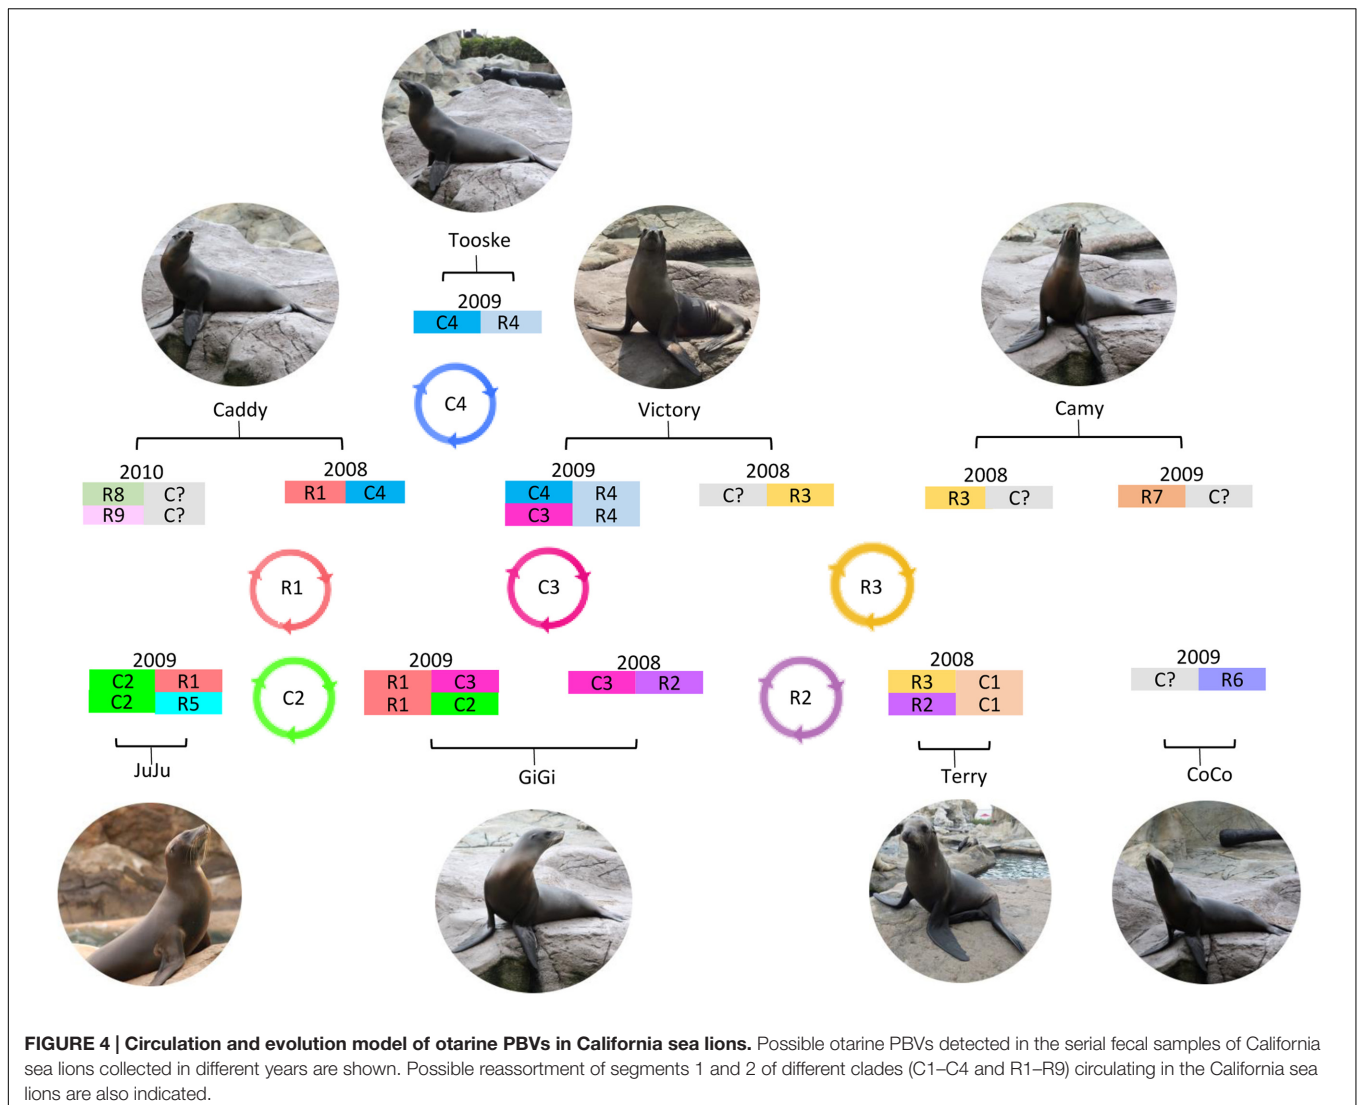 Tooske
2009
C4 R4
Caddy
C4
Victory
Camy
2010
R8 C?
R9 C?
2008
R1 C4
2009
C4 R4
C3 R4
2008
C? R3
2008
R3 C?
2009
R7 C?
R1
C3
R3
2009
C2 R1
C2 R5
C2
2009
R1 C3
R1 C2
2008
C3 R2
R2
2008
R3 C1
R2 C1
2009
C? R6
JuJu
GiGi
Terry
CoCo
FIGURE 4 | Circulation and evolution model of otarine PBVs in California sea lions. Possible otarine PBVs detected in the serial fecal samples of California
sea lions collected in different years are shown. Possible reassortment of segments 1 and 2 of different clades (C1–C4 and R1–R9) circulating in the California sea
lions are also indicated.